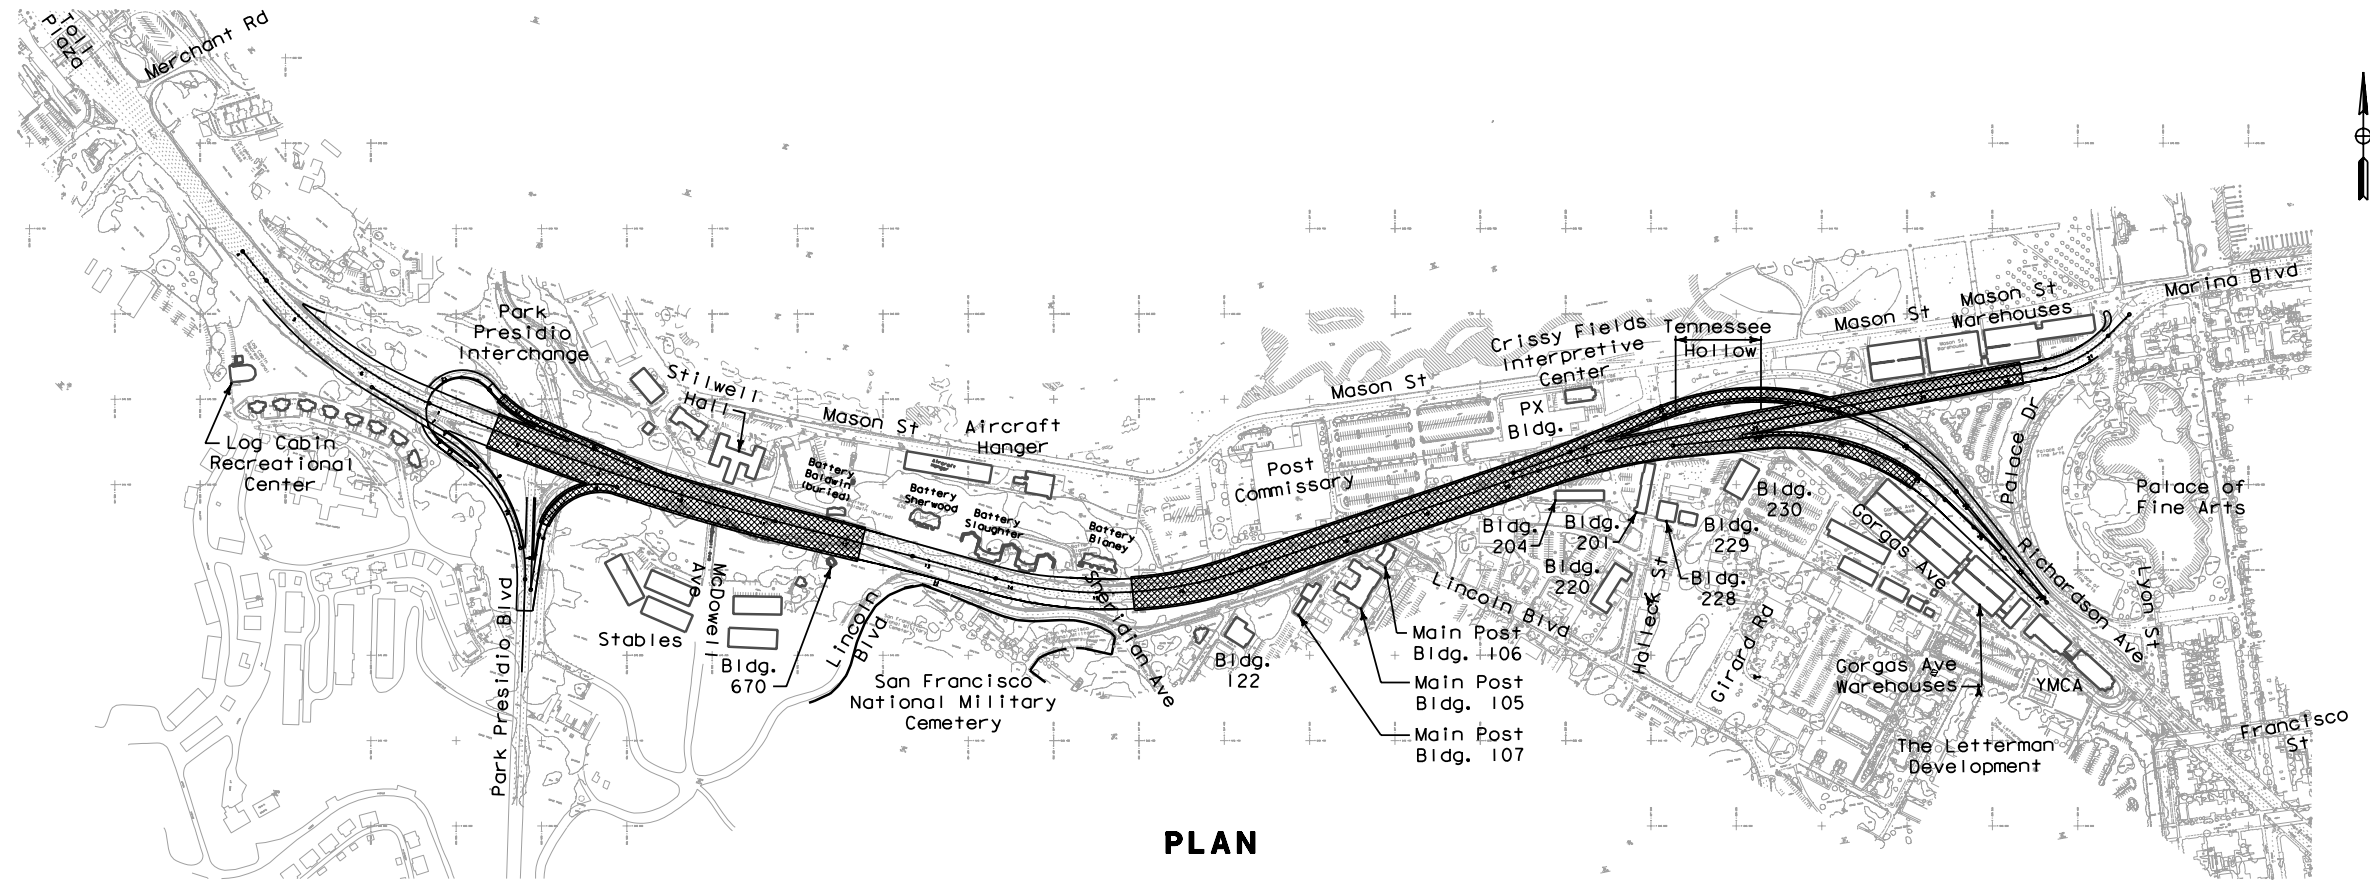 Toll
Plaza
Merchant Rd
Park
Presidio
Interchange
Log Cabin
Recreational
Center
Stilwell
Hall
Mason St
Aircraft
Hanger
Aircraft
Hanger
Battery
Baldwin
(buried)
Battery
Sherwood
Battery
Slaughter
Battery
Blaney
Park Presidio Blvd
Stables
McDowell
Ave
Bldg.
670
Lincoln
Blvd
San Francisco
National Military
Cemetery
Sheridian Ave
Bldg.
122
Post
Commissary
Mason St
Crissy Fields
Interpretive
Center
PX
Bldg.
Tennessee
Hollow
Mason St
Mason St
Warehouses
Marina Blvd
Palace Dr
Palace of
Fine Arts
Bldg.
204
Bldg.
201
Bldg.
220
Bldg.
230
Bldg.
229
Bldg.
228
Lincoln Blvd
Halleck St
Girard Rd
Main Post
Bldg. 106
Main Post
Bldg. 105
Main Post
Bldg. 107
Gorgas Ave
Richardson Ave
Lyon St
Gorgas Ave
Warehouses
YMCA
The Letterman
Development
Francisco
St
PLAN